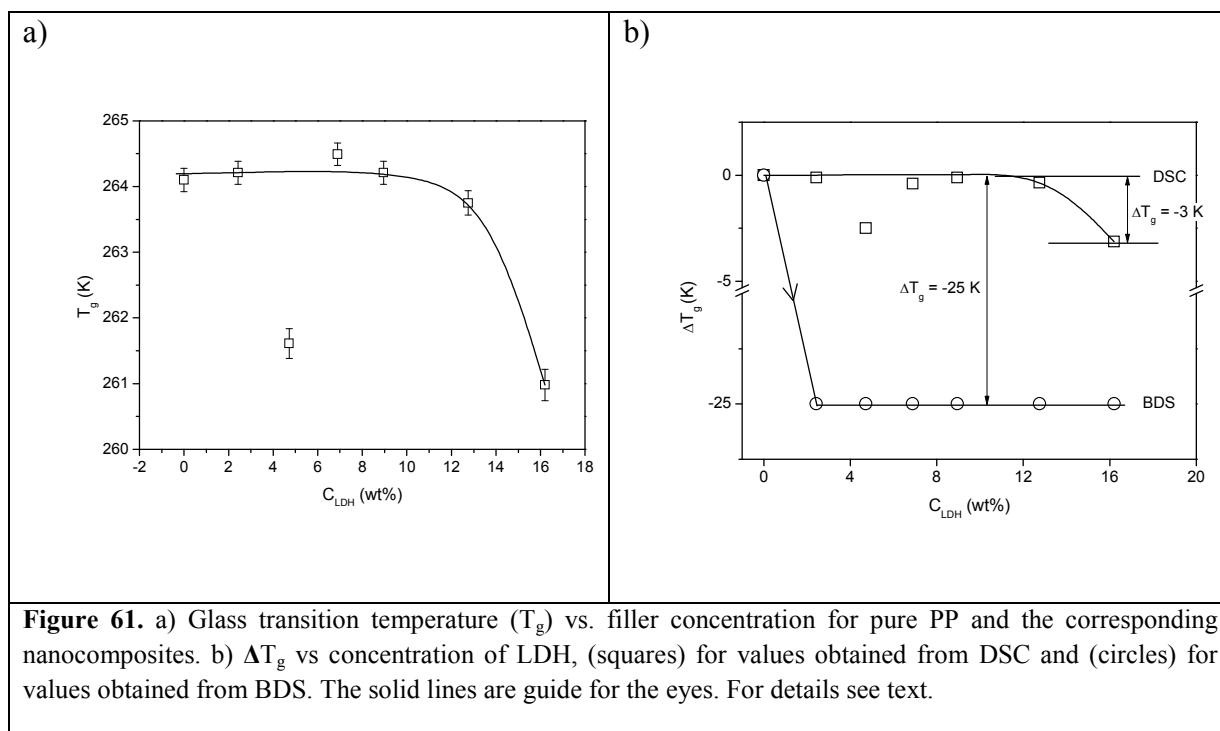 a)
265
264
263
262
261
260
T_g (K)
-2 0 2 4 6 8 10 12 14 16 18
C_LDH (wt%)
b)
0
-5
-25
ΔT_g (K)
DSC
ΔT_g = -3 K
ΔT_g = -25 K
BDS
0 4 8 12 16 20
C_LDH (wt%)
Figure 61. a) Glass transition temperature (T_g) vs. filler concentration for pure PP and the corresponding
nanocomposites. b) ΔT_g vs concentration of LDH, (squares) for values obtained from DSC and (circles) for
values obtained from BDS. The solid lines are guide for the eyes. For details see text.